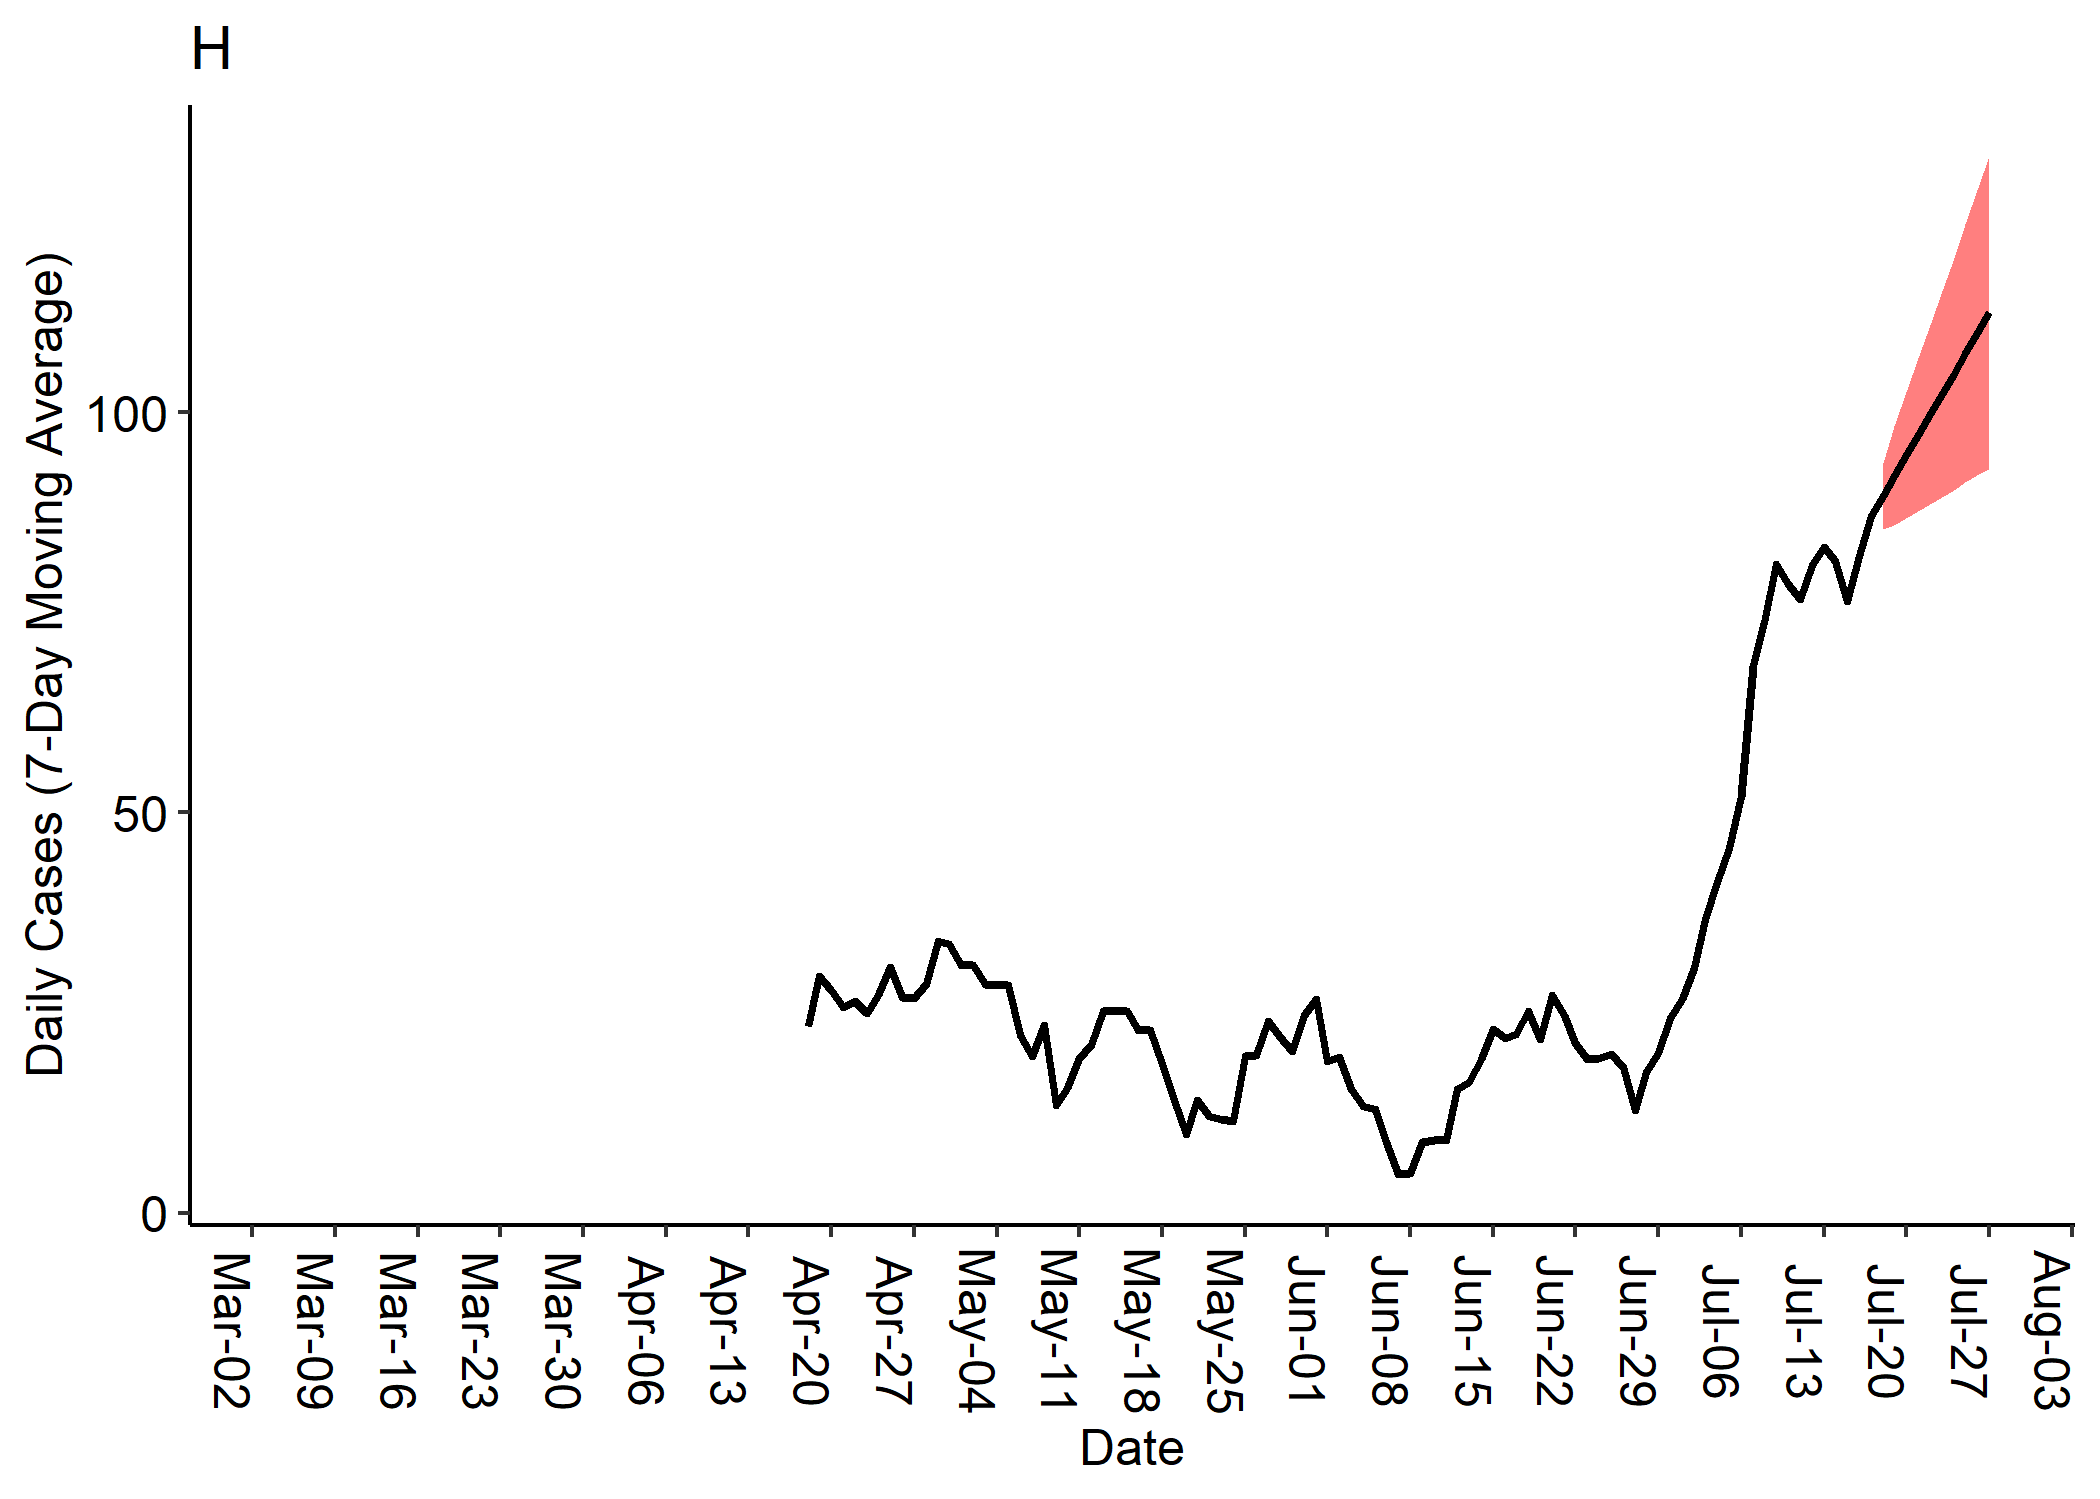 H
Daily Cases (7-Day Moving Average)
100
50
0
Mar-02
Mar-09
Mar-16
Mar-23
Mar-30
Apr-06
Apr-13
Apr-20
Apr-27
May-04
May-11
May-18
May-25
Jun-01
Jun-08
Jun-15
Jun-22
Jun-29
Jul-06
Jul-13
Jul-20
Jul-27
Aug-03
Date